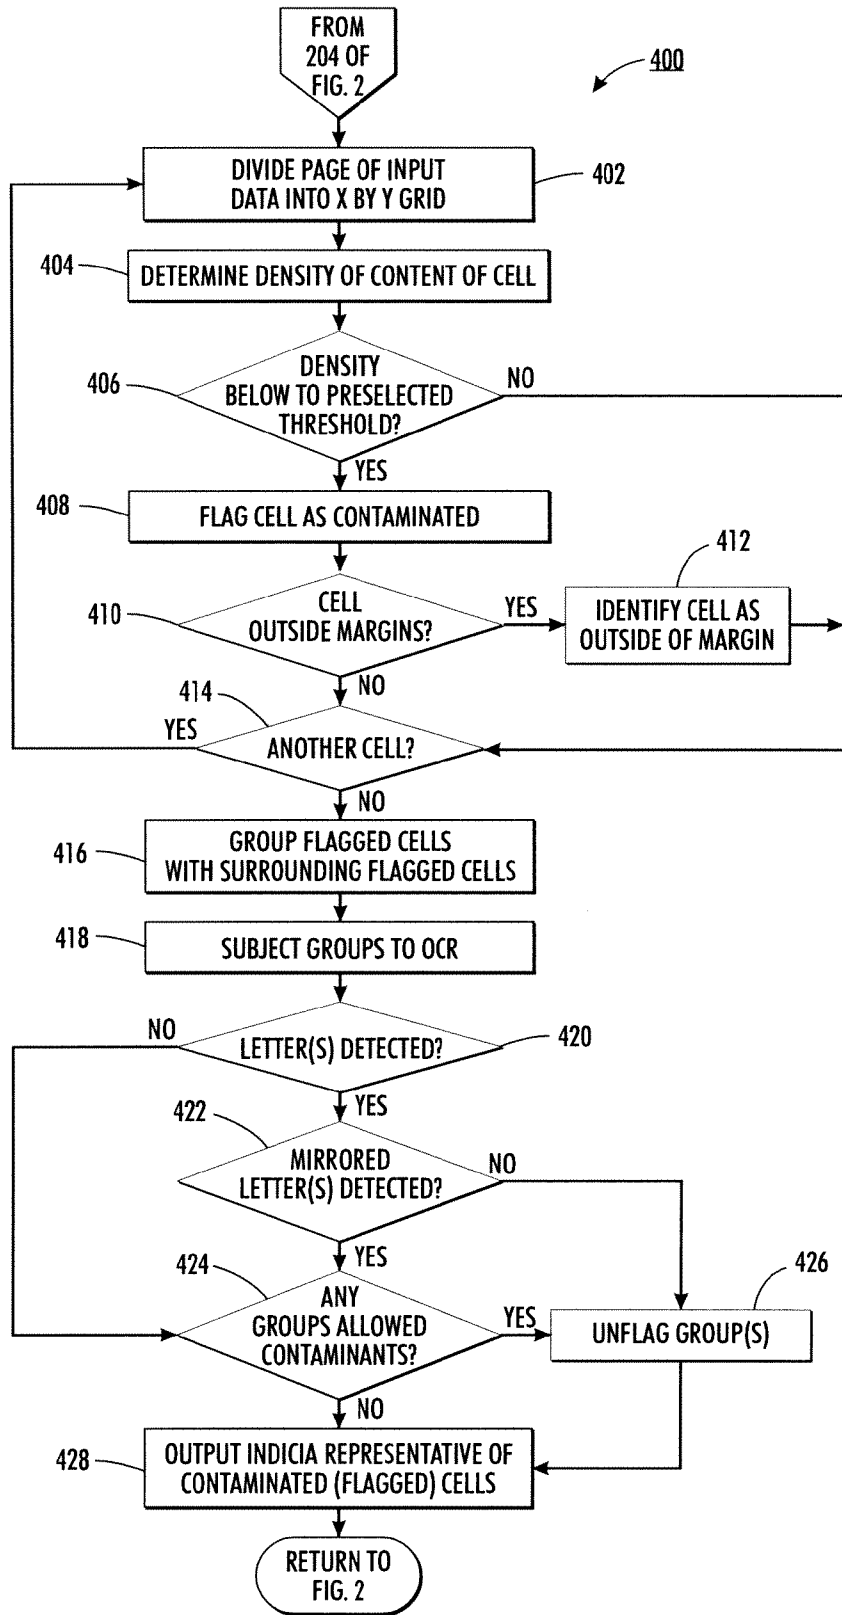 FROM
204 OF
FIG. 2
400
DIVIDE PAGE OF INPUT
DATA INTO X BY Y GRID
402
404
DETERMINE DENSITY OF CONTENT OF CELL
406
DENSITY
BELOW TO PRESELECTED
THRESHOLD?
NO
YES
408
FLAG CELL AS CONTAMINATED
410
CELL
OUTSIDE MARGINS?
YES
412
IDENTIFY CELL AS
OUTSIDE OF MARGIN
NO
414
YES
ANOTHER CELL?
NO
416
GROUP FLAGGED CELLS
WITH SURROUNDING FLAGGED CELLS
418
SUBJECT GROUPS TO OCR
NO
LETTER(S) DETECTED?
420
YES
422
MIRRORED
LETTER(S) DETECTED?
NO
YES
424
ANY
GROUPS ALLOWED
CONTAMINANTS?
YES
426
UNFLAG GROUP(S)
NO
428
OUTPUT INDICIA REPRESENTATIVE OF
CONTAMINATED (FLAGGED) CELLS
RETURN TO
FIG. 2